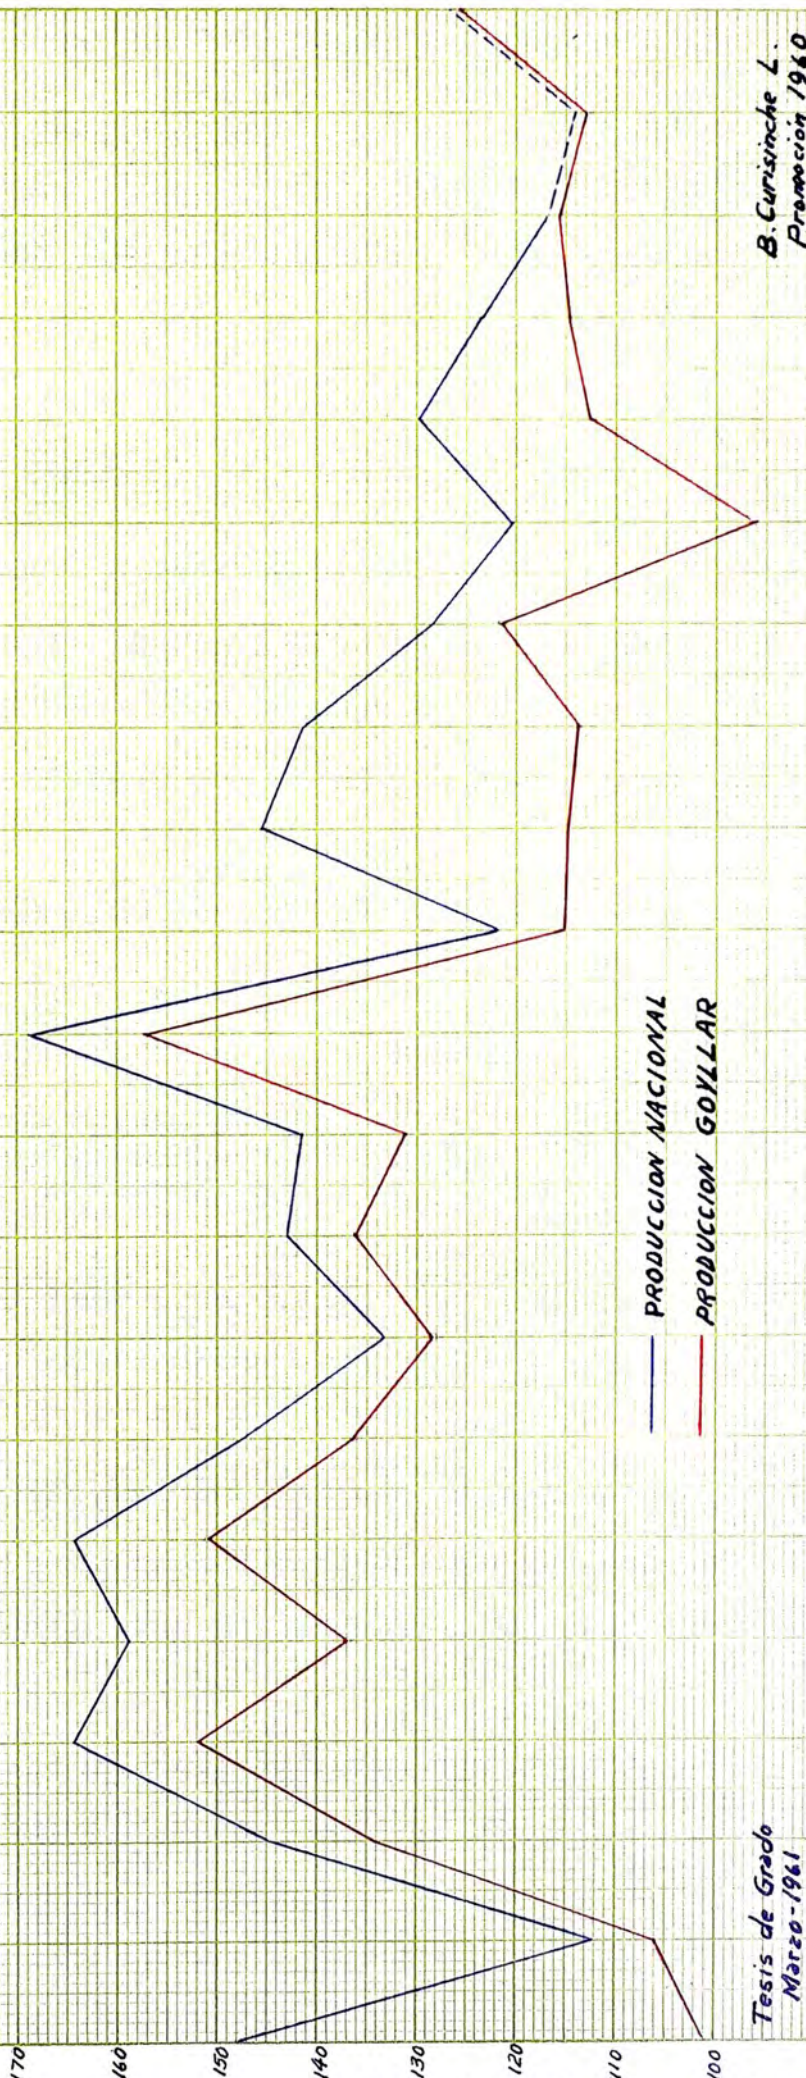 170
160
150
140
130
120
110
100
PRODUCCION NACIONAL
PRODUCCION GOYLLAR
Tesis de Grado
Marzo-1961
B. Curisinche L.
Promoción 1960